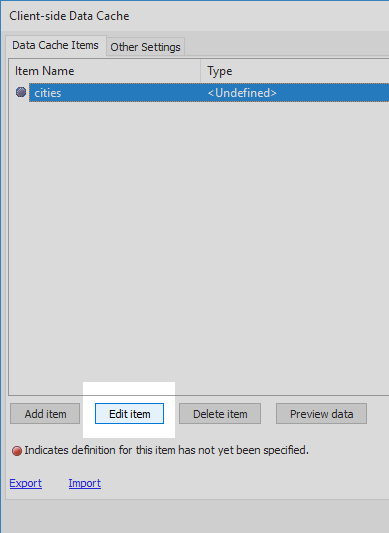 Client-side Data Cache
Data Cache Items Other Settings
Item Name Type
cities <Undefined>
Add item Edit item Delete item Preview data
Indicates definition for this item has not yet been specified.
Export Import